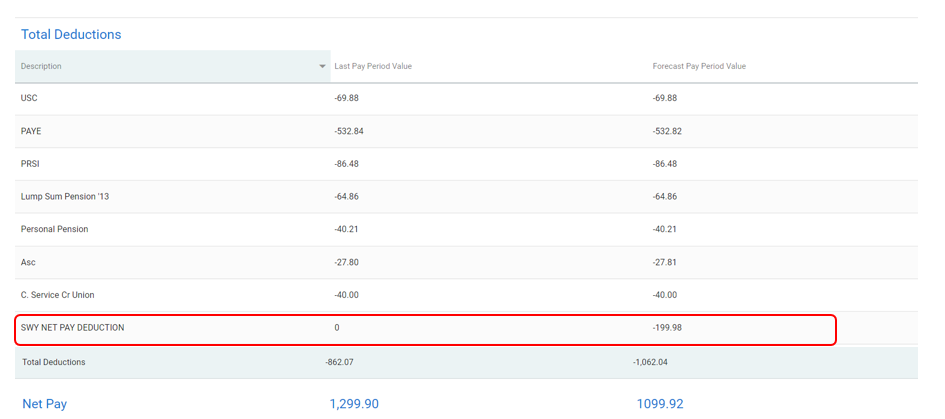 Total Deductions
Description Last Pay Period Value Forecast Pay Period Value
USC -69.88 -69.88
PAYE -532.84 -532.82
PRSI -86.48 -86.48
Lump Sum Pension '13 -64.86 -64.86
Personal Pension -40.21 -40.21
Asc -27.80 -27.81
C. Service Cr Union -40.00 -40.00
SWY NET PAY DEDUCTION 0 -199.98
Total Deductions -862.07 -1,062.04
Net Pay 1,299.90 1099.92